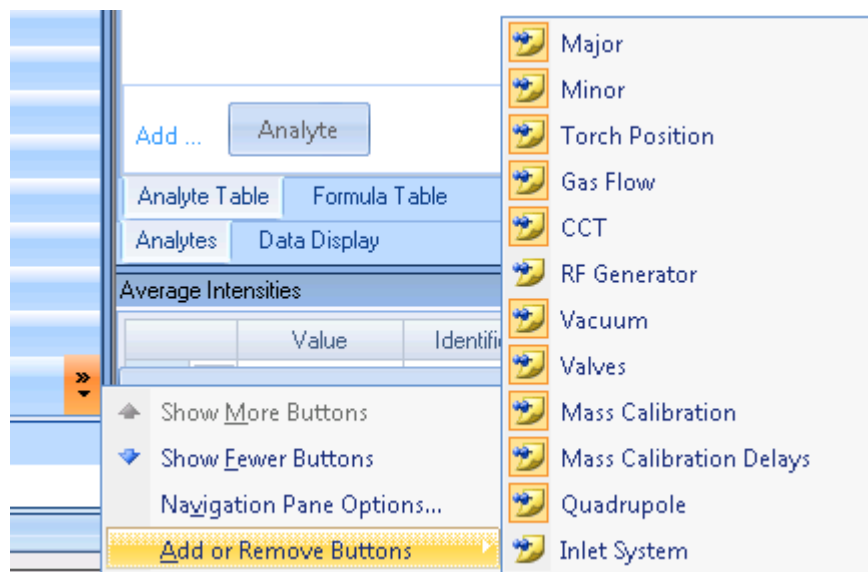 Add ... Analyte
Analyte Table Formula Table
Analytes Data Display
Average Intensities
Value
Show More Buttons
Show Fewer Buttons
Navigation Pane Options...
Add or Remove Buttons
Major
Minor
Torch Position
Gas Flow
CCT
RF Generator
Vacuum
Valves
Mass Calibration
Mass Calibration Delays
Quadrupole
Inlet System